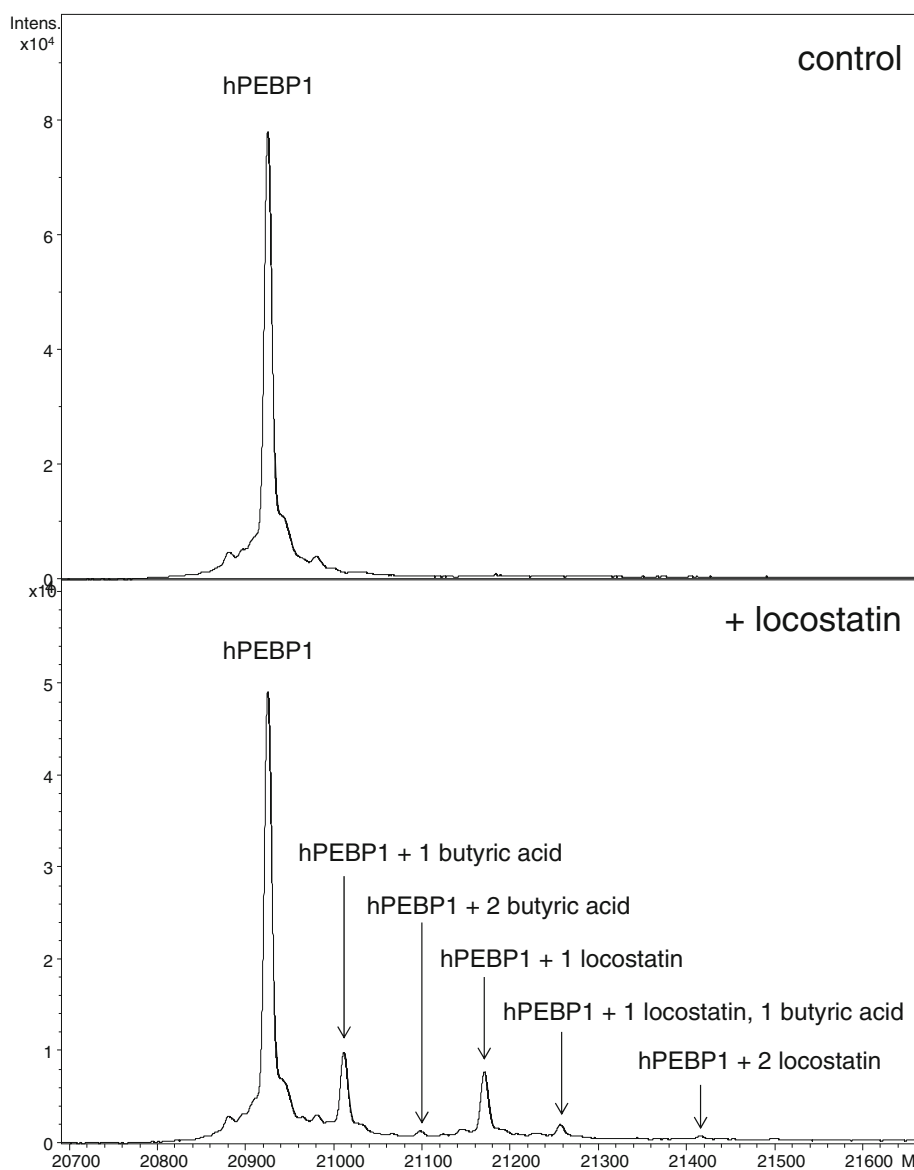 Intens.
x10⁴
control
hPEBP1
8
6
4
2
0
x10
+ locostatin
hPEBP1
5
4
hPEBP1 + 1 butyric acid
3
hPEBP1 + 2 butyric acid
hPEBP1 + 1 locostatin
2
hPEBP1 + 1 locostatin, 1 butyric acid
hPEBP1 + 2 locostatin
1
0
20700 20800 20900 21000 21100 21200 21300 21400 21500 21600 M